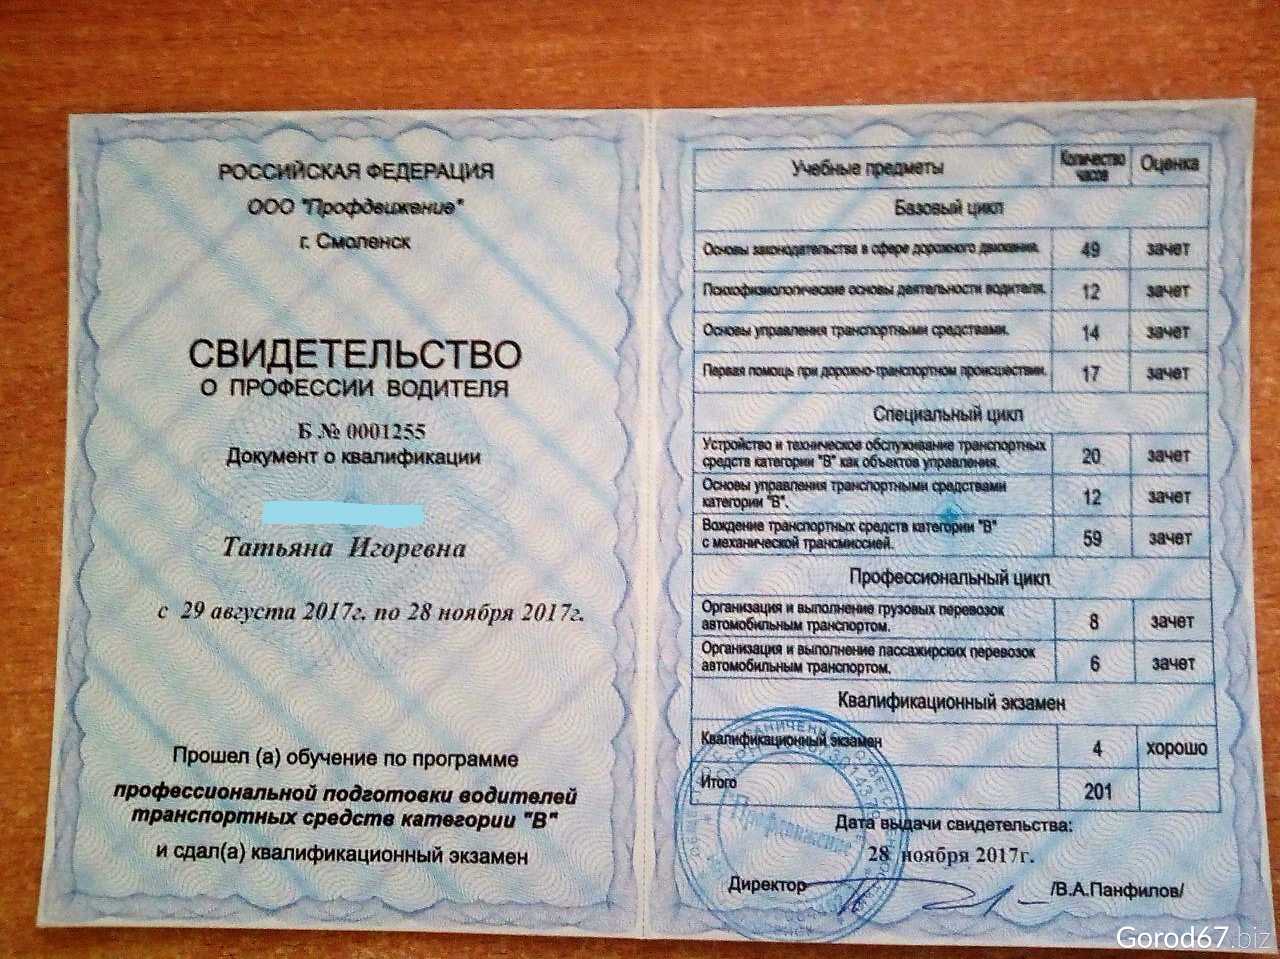 РОССИЙСКАЯ ФЕДЕРАЦИЯ
ООО "Профдвижение"
г. Смоленск
СВИДЕТЕЛЬСТВО
О ПРОФЕССИИ ВОДИТЕЛЯ
Б № 0001255
Документ о квалификации
Татьяна Игоревна
с 29 августа 2017г. по 28 ноября 2017г.
Прошел (а) обучение по программе
профессиональной подготовки водителей
транспортных средств категории "В"
и сдал(а) квалификационный экзамен
Учебные предметы Количество часов Оценка
Базовый цикл
Основы законодательства в сфере дорожного движения. 49 зачет
Психофизиологические основы деятельности водителя. 12 зачет
Основы управления транспортными средствами. 14 зачет
Первая помощь при дорожно-транспортном происшествии. 17 зачет
Специальный цикл
Устройство и техническое обслуживание транспортных
средств категории "В" как объектов управления. 20 зачет
Основы управления транспортными средствами
категории "В". 12 зачет
Вождение транспортных средств категории "В"
с механической трансмиссией. 59 зачет
Профессиональный цикл
Организация и выполнение грузовых перевозок
автомобильным транспортом. 8 зачет
Организация и выполнение пассажирских перевозок
автомобильным транспортом. 6 зачет
Квалификационный экзамен
Квалификационный экзамен 4 хорошо
Итого 201
"Профдвижение"
Дата выдачи свидетельства:
28 ноября 2017г.
Директор /В.А.Панфилов/
Gorod67.biz